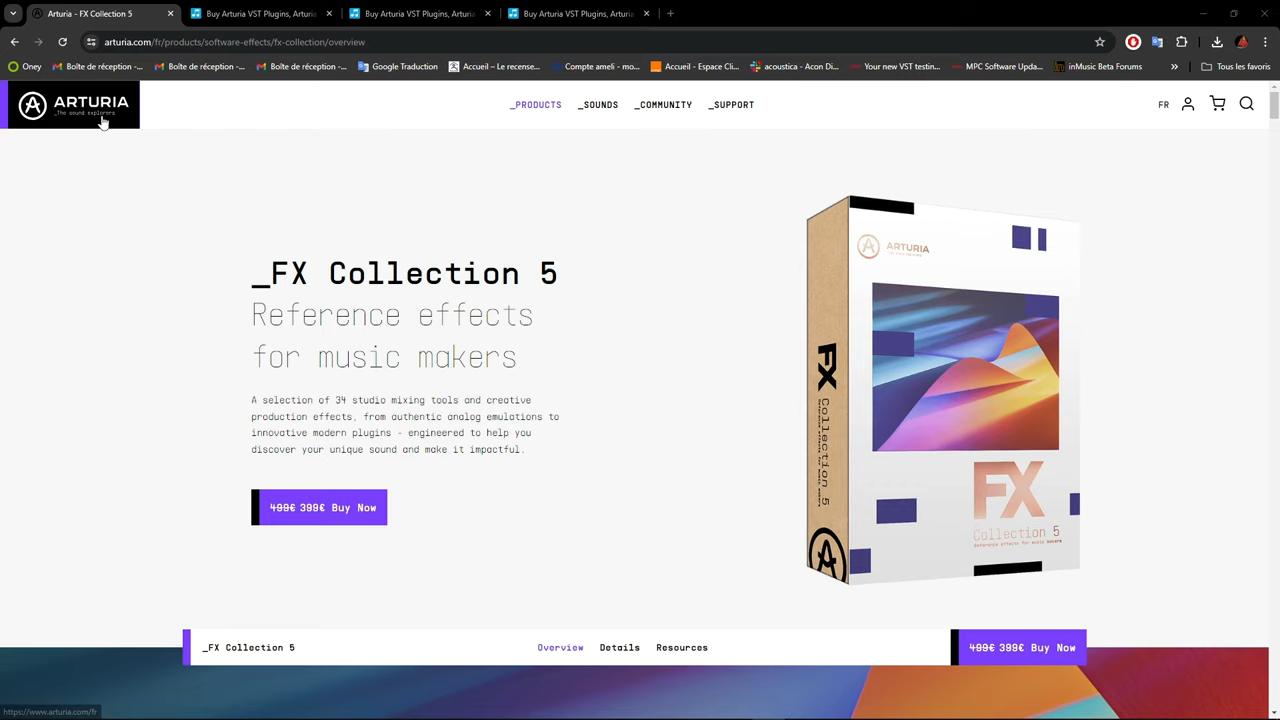 Arturia - FX Collection 5
Buy Arturia VST Plugins, Arturia
Buy Arturia VST Plugins, Arturia
Buy Arturia VST Plugins, Arturia
arturia.com/fr/products/software-effects/fx-collection/overview
Oney
Boîte de réception -...
Boîte de réception -...
Boîte de réception -...
Google Traduction
Accueil – Le recense...
Compte ameli - mo...
Accueil - Espace Cli...
acoustica - Acon Di...
Your new VST testin...
MPC Software Upda...
inMusic Beta Forums
Tous les favoris
ARTURIA
_The sound explorers
_PRODUCTS
_SOUNDS
_COMMUNITY
_SUPPORT
FR
_FX Collection 5
Reference effects
for music makers
A selection of 34 studio mixing tools and creative
production effects, from authentic analog emulations to
innovative modern plugins - engineered to help you
discover your unique sound and make it impactful.
499€ 399€ Buy Now
ARTURIA
FX Collection 5
FX
Collection 5
Reference effects for music makers
_FX Collection 5
Overview
Details
Resources
499€ 399€ Buy Now
https://www.arturia.com/fr